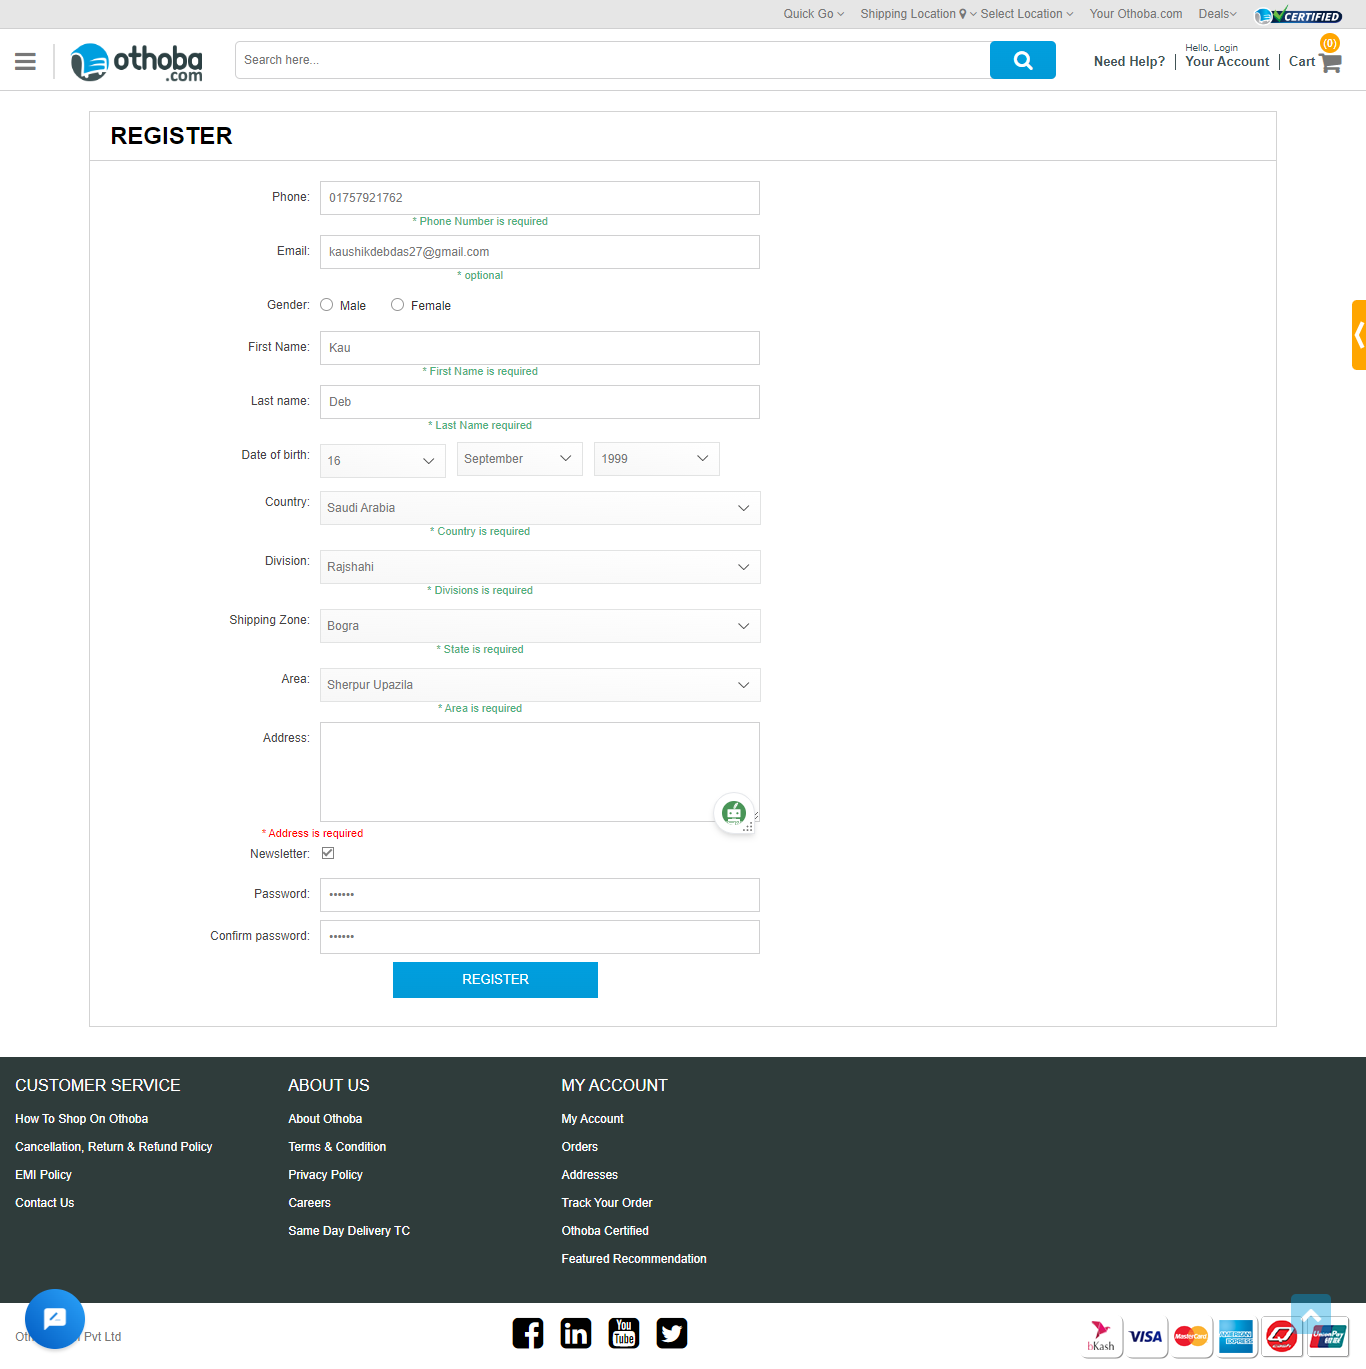 Quick Go Shipping Location Select Location Your Othoba.com Deals CERTIFIED
othoba.com
Search here...
Need Help?
Hello, Login
Your Account
Cart
(0)
REGISTER
Phone: 01757921762
* Phone Number is required
Email: kaushikdebdas27@gmail.com
* optional
Gender: Male Female
First Name: Kau
* First Name is required
Last name: Deb
* Last Name required
Date of birth: 16 September 1999
Country: Saudi Arabia
* Country is required
Division: Rajshahi
* Divisions is required
Shipping Zone: Bogra
* State is required
Area: Sherpur Upazila
* Area is required
Address:
* Address is required
Newsletter:
Password: ••••••
Confirm password: ••••••
REGISTER
CUSTOMER SERVICE
How To Shop On Othoba
Cancellation, Return & Refund Policy
EMI Policy
Contact Us
ABOUT US
About Othoba
Terms & Condition
Privacy Policy
Careers
Same Day Delivery TC
MY ACCOUNT
My Account
Orders
Addresses
Track Your Order
Othoba Certified
Featured Recommendation
Pvt Ltd
You Tube
bKash VISA MasterCard AMERICAN EXPRESS UnionPay 银联